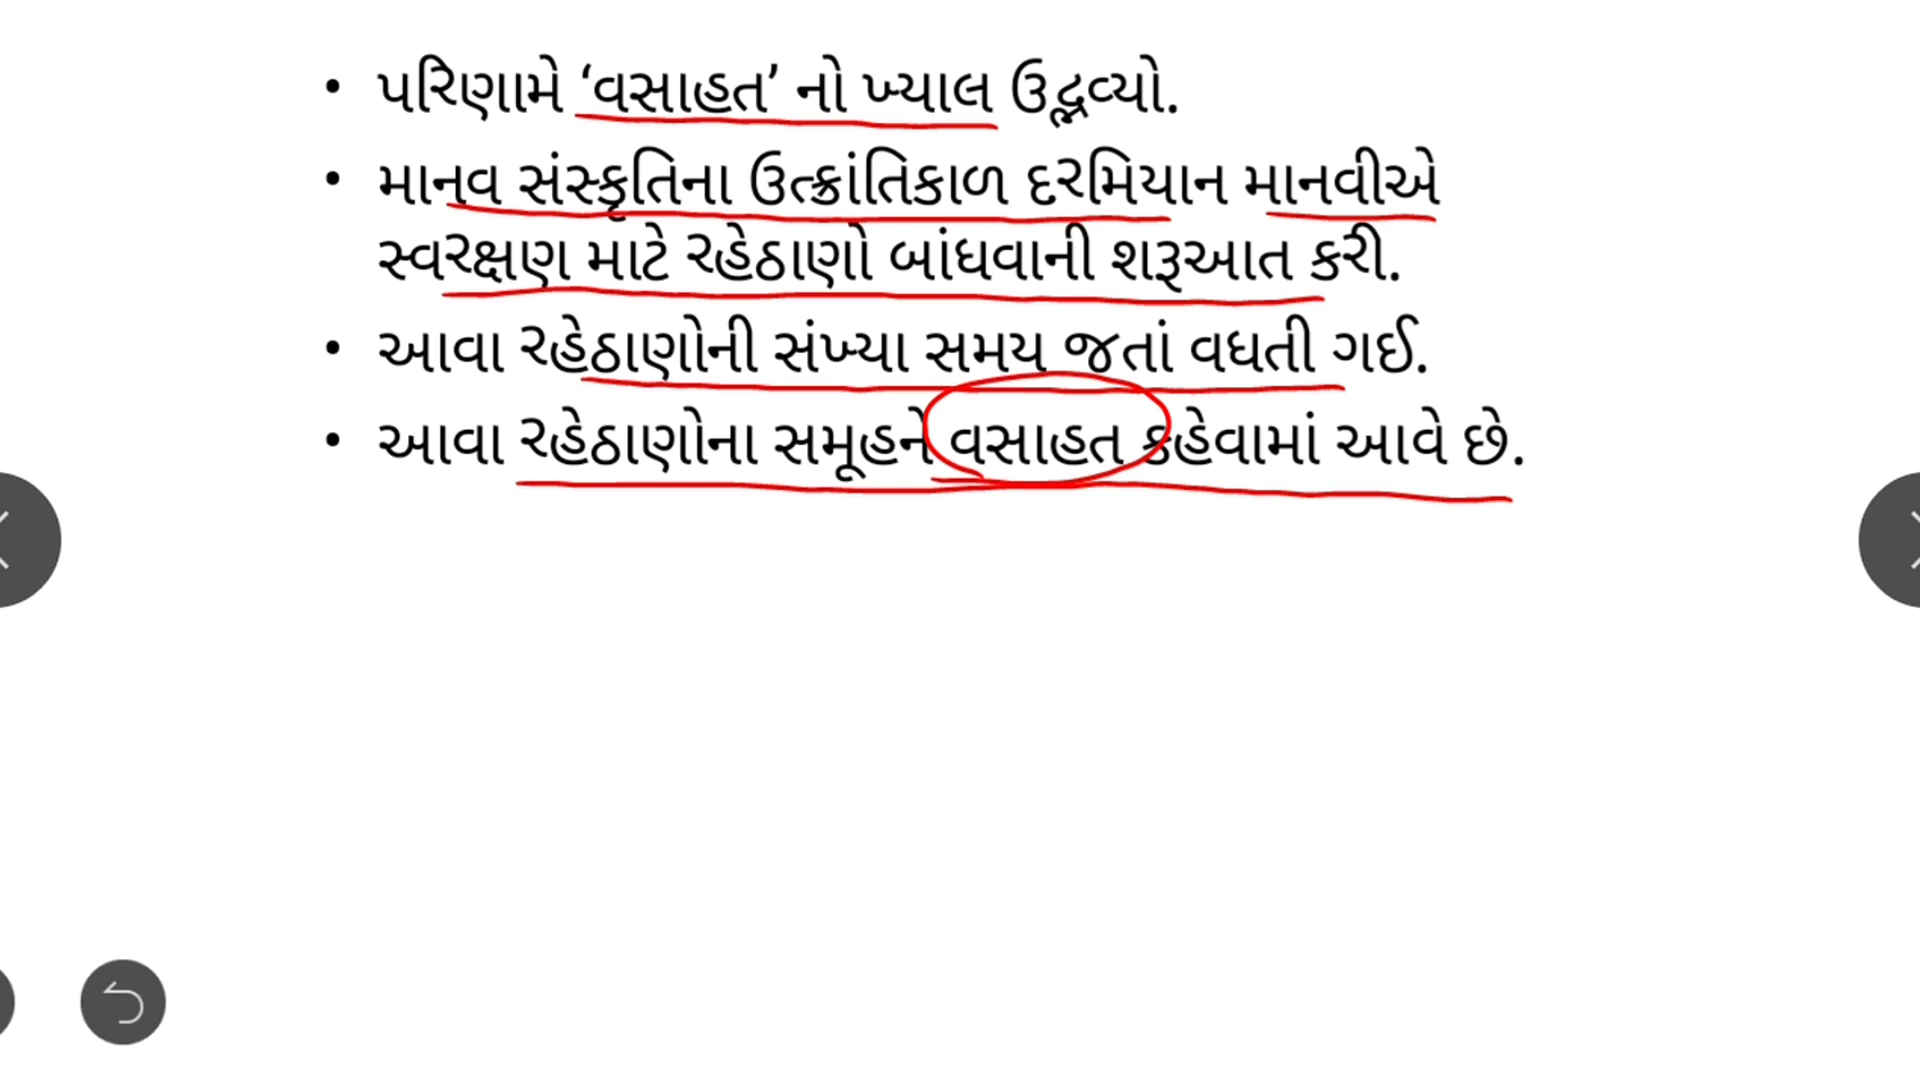 • પરિણામે ‘વસાહત’ નો ખ્યાલ ઉદ્ભવ્યો.
• માનવ સંસ્કૃતિના ઉત્ક્રાંતિકાળ દરમિયાન માનવીએ
સ્વરક્ષણ માટે રહેઠાણો બાંધવાની શરૂઆત કરી.
• આવા રહેઠાણોની સંખ્યા સમય જતાં વધતી ગઈ.
• આવા રહેઠાણોના સમૂહને વસાહત કહેવામાં આવે છે.